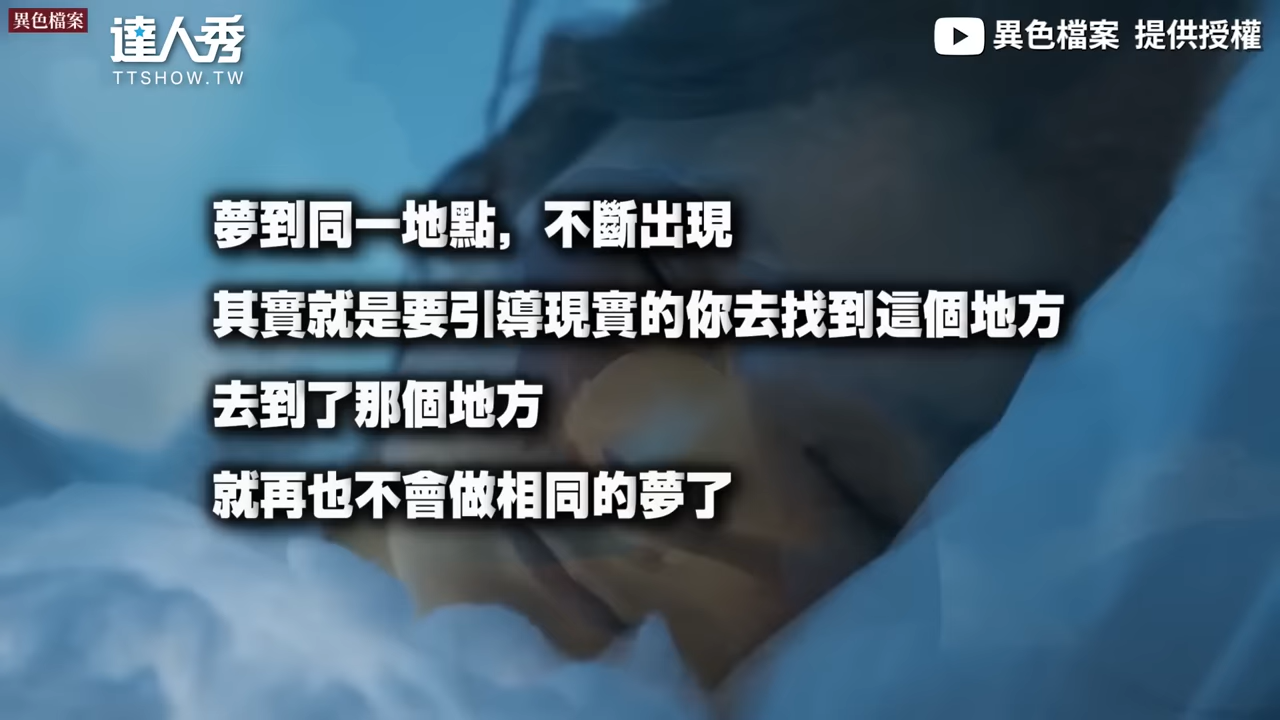 異色檔案
達人秀
TTSHOW.TW
異色檔案 提供授權
夢到同一地點，不斷出現
其實就是要引導現實的你去找到這個地方
去到了那個地方
就再也不會做相同的夢了